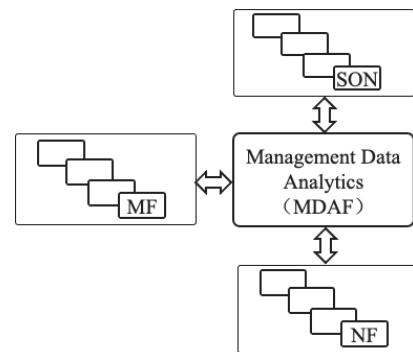 SON
Management Data
Analytics
（MDAF）
MF
NF